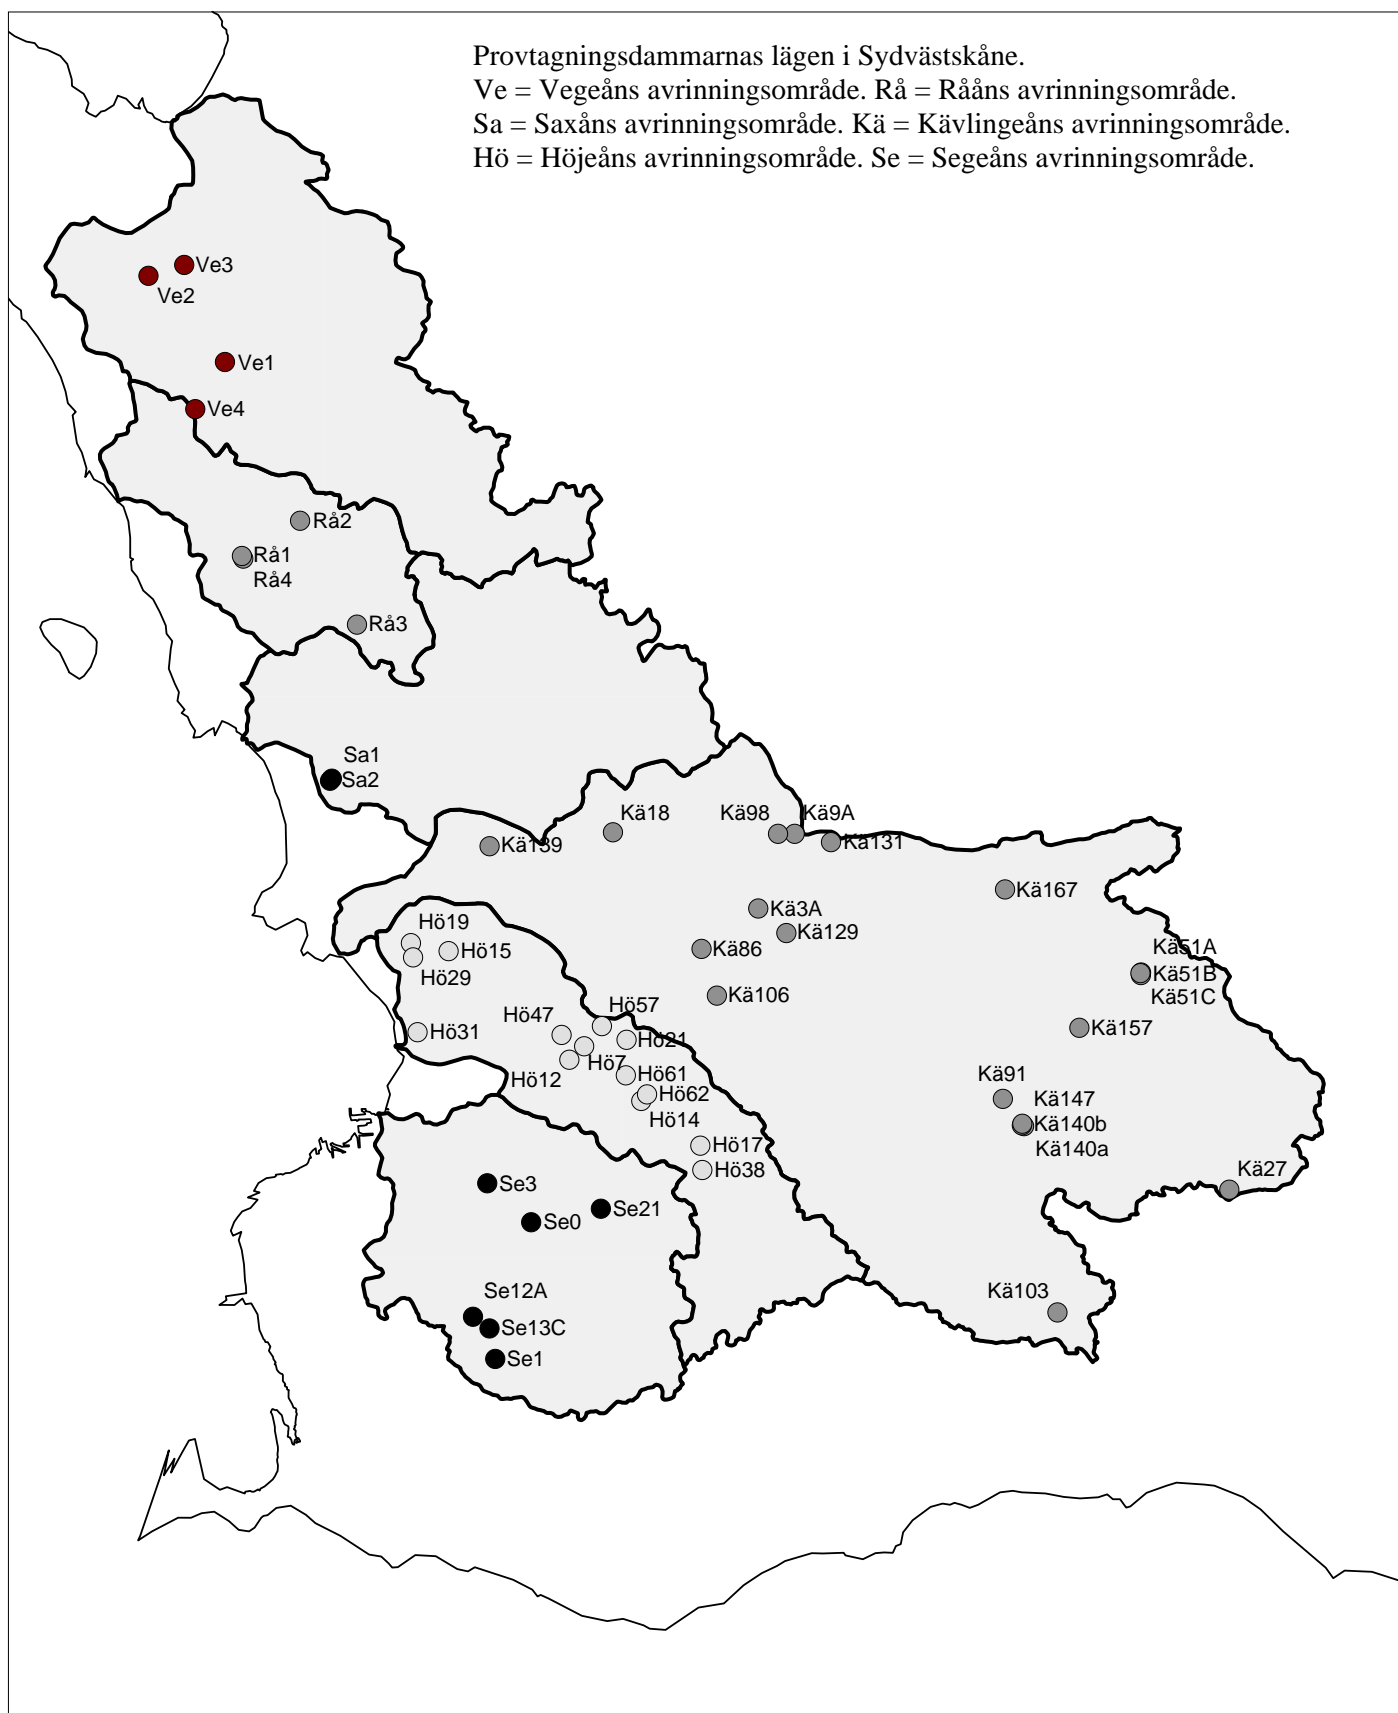 Provtagningsdammarnas lägen i Sydvästskåne.
Ve = Vegeåns avrinningsområde. Rå = Rååns avrinningsområde.
Sa = Saxåns avrinningsområde. Kä = Kävlingeåns avrinningsområde.
Hö = Höjeåns avrinningsområde. Se = Segeåns avrinningsområde.
Ve3
Ve2
Ve1
Ve4
Rå2
Rå1
Rå4
Rå3
Sa1
Sa2
Kä18
Kä98
Kä9A
Kä139
Kä131
Kä167
Kä3A
Kä129
Kä86
Kä106
Hö19
Hö15
Hö29
Hö31
Kä51A
Kä51B
Kä51C
Kä157
Hö57
Hö47
Hö21
Hö7
Hö12
Hö61
Hö62
Hö14
Hö17
Hö38
Kä91
Kä147
Kä140b
Kä140a
Kä27
Se3
Se21
Se0
Se12A
Se13C
Se1
Kä103